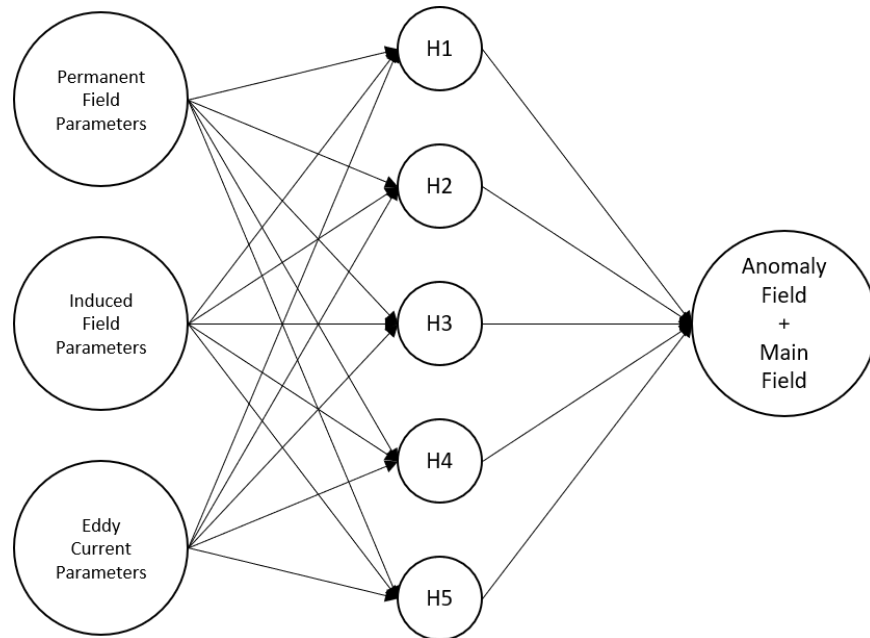 Permanent
Field
Parameters
Induced
Field
Parameters
Eddy
Current
Parameters
H1
H2
H3
H4
H5
Anomaly
Field
+
Main
Field